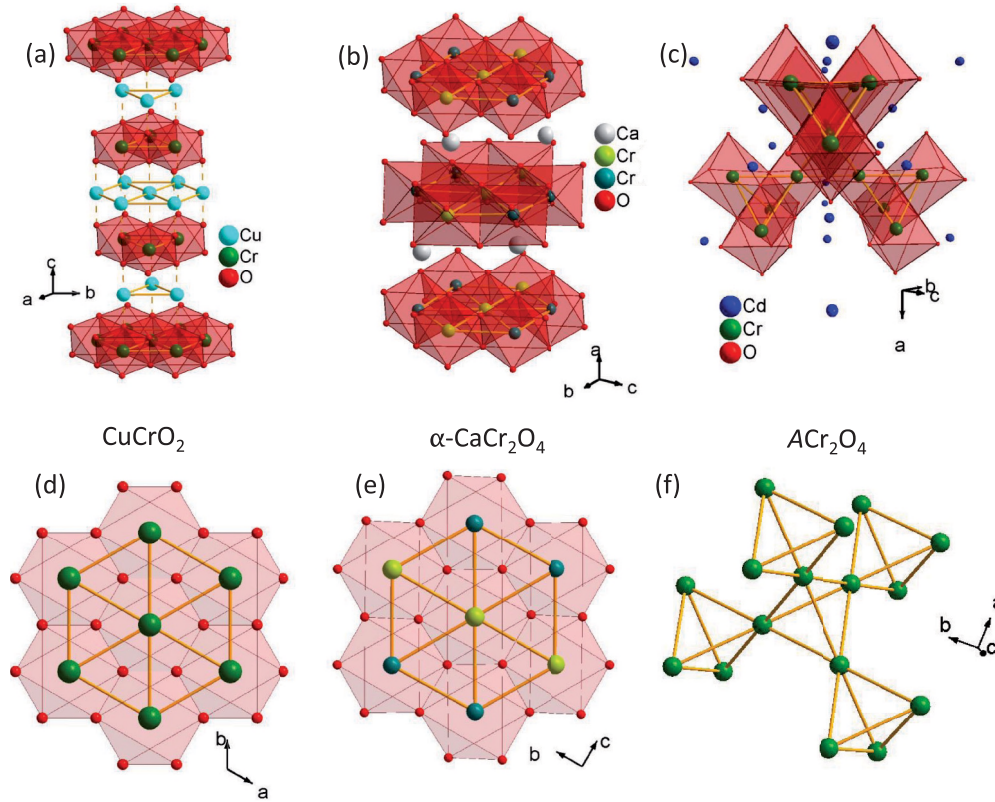 (a)
Cu
Cr
O
c
a
b
(b)
Ca
Cr
Cr
O
a
b
c
(c)
Cd
Cr
O
b
c
a
CuCrO₂
α-CaCr₂O₄
ACr₂O₄
(d)
b
a
(e)
b
c
(f)
a
b
c